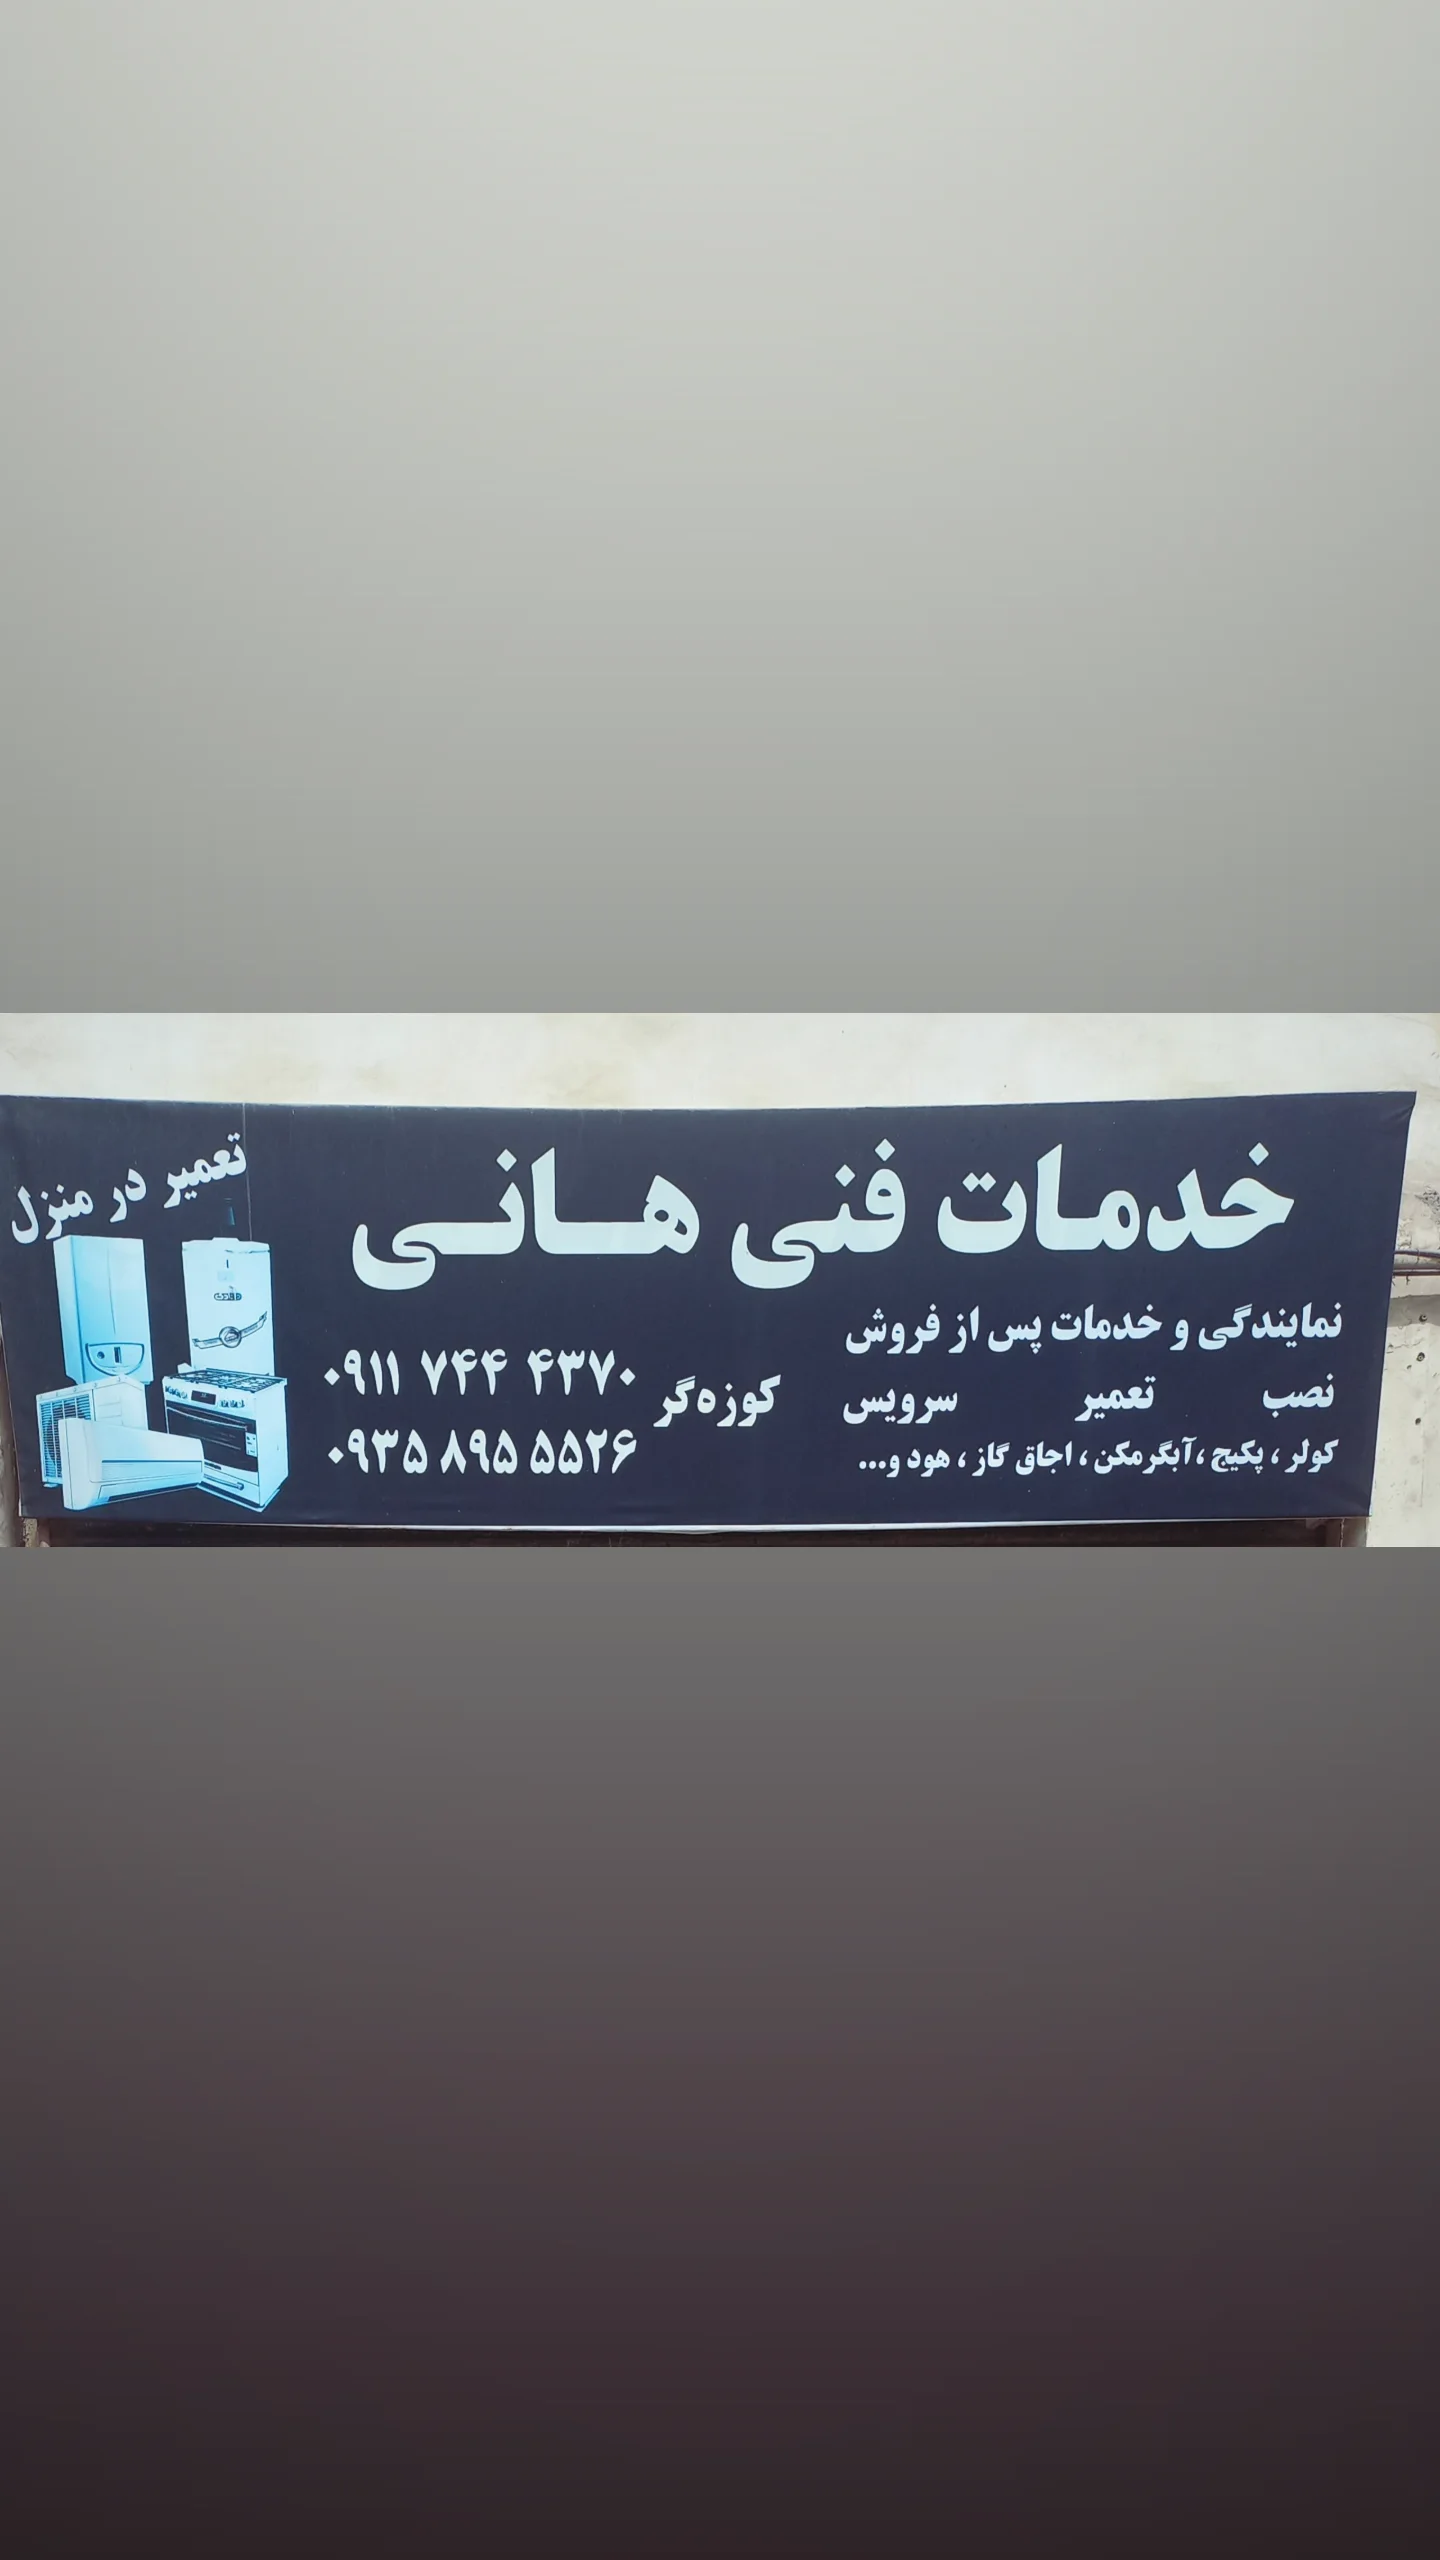 خدمات فنی هانی
تعمیر در منزل
نمایندگی و خدمات پس از فروش
نصب تعمیر سرویس
کولر ، پکیج ، آبگرمکن ، اجاق گاز ، هود و...
کوزه‌گر
۰۹۱۱ ۷۴۴ ۴۳۷۰
۰۹۳۵ ۸۹۵ ۵۵۲۶